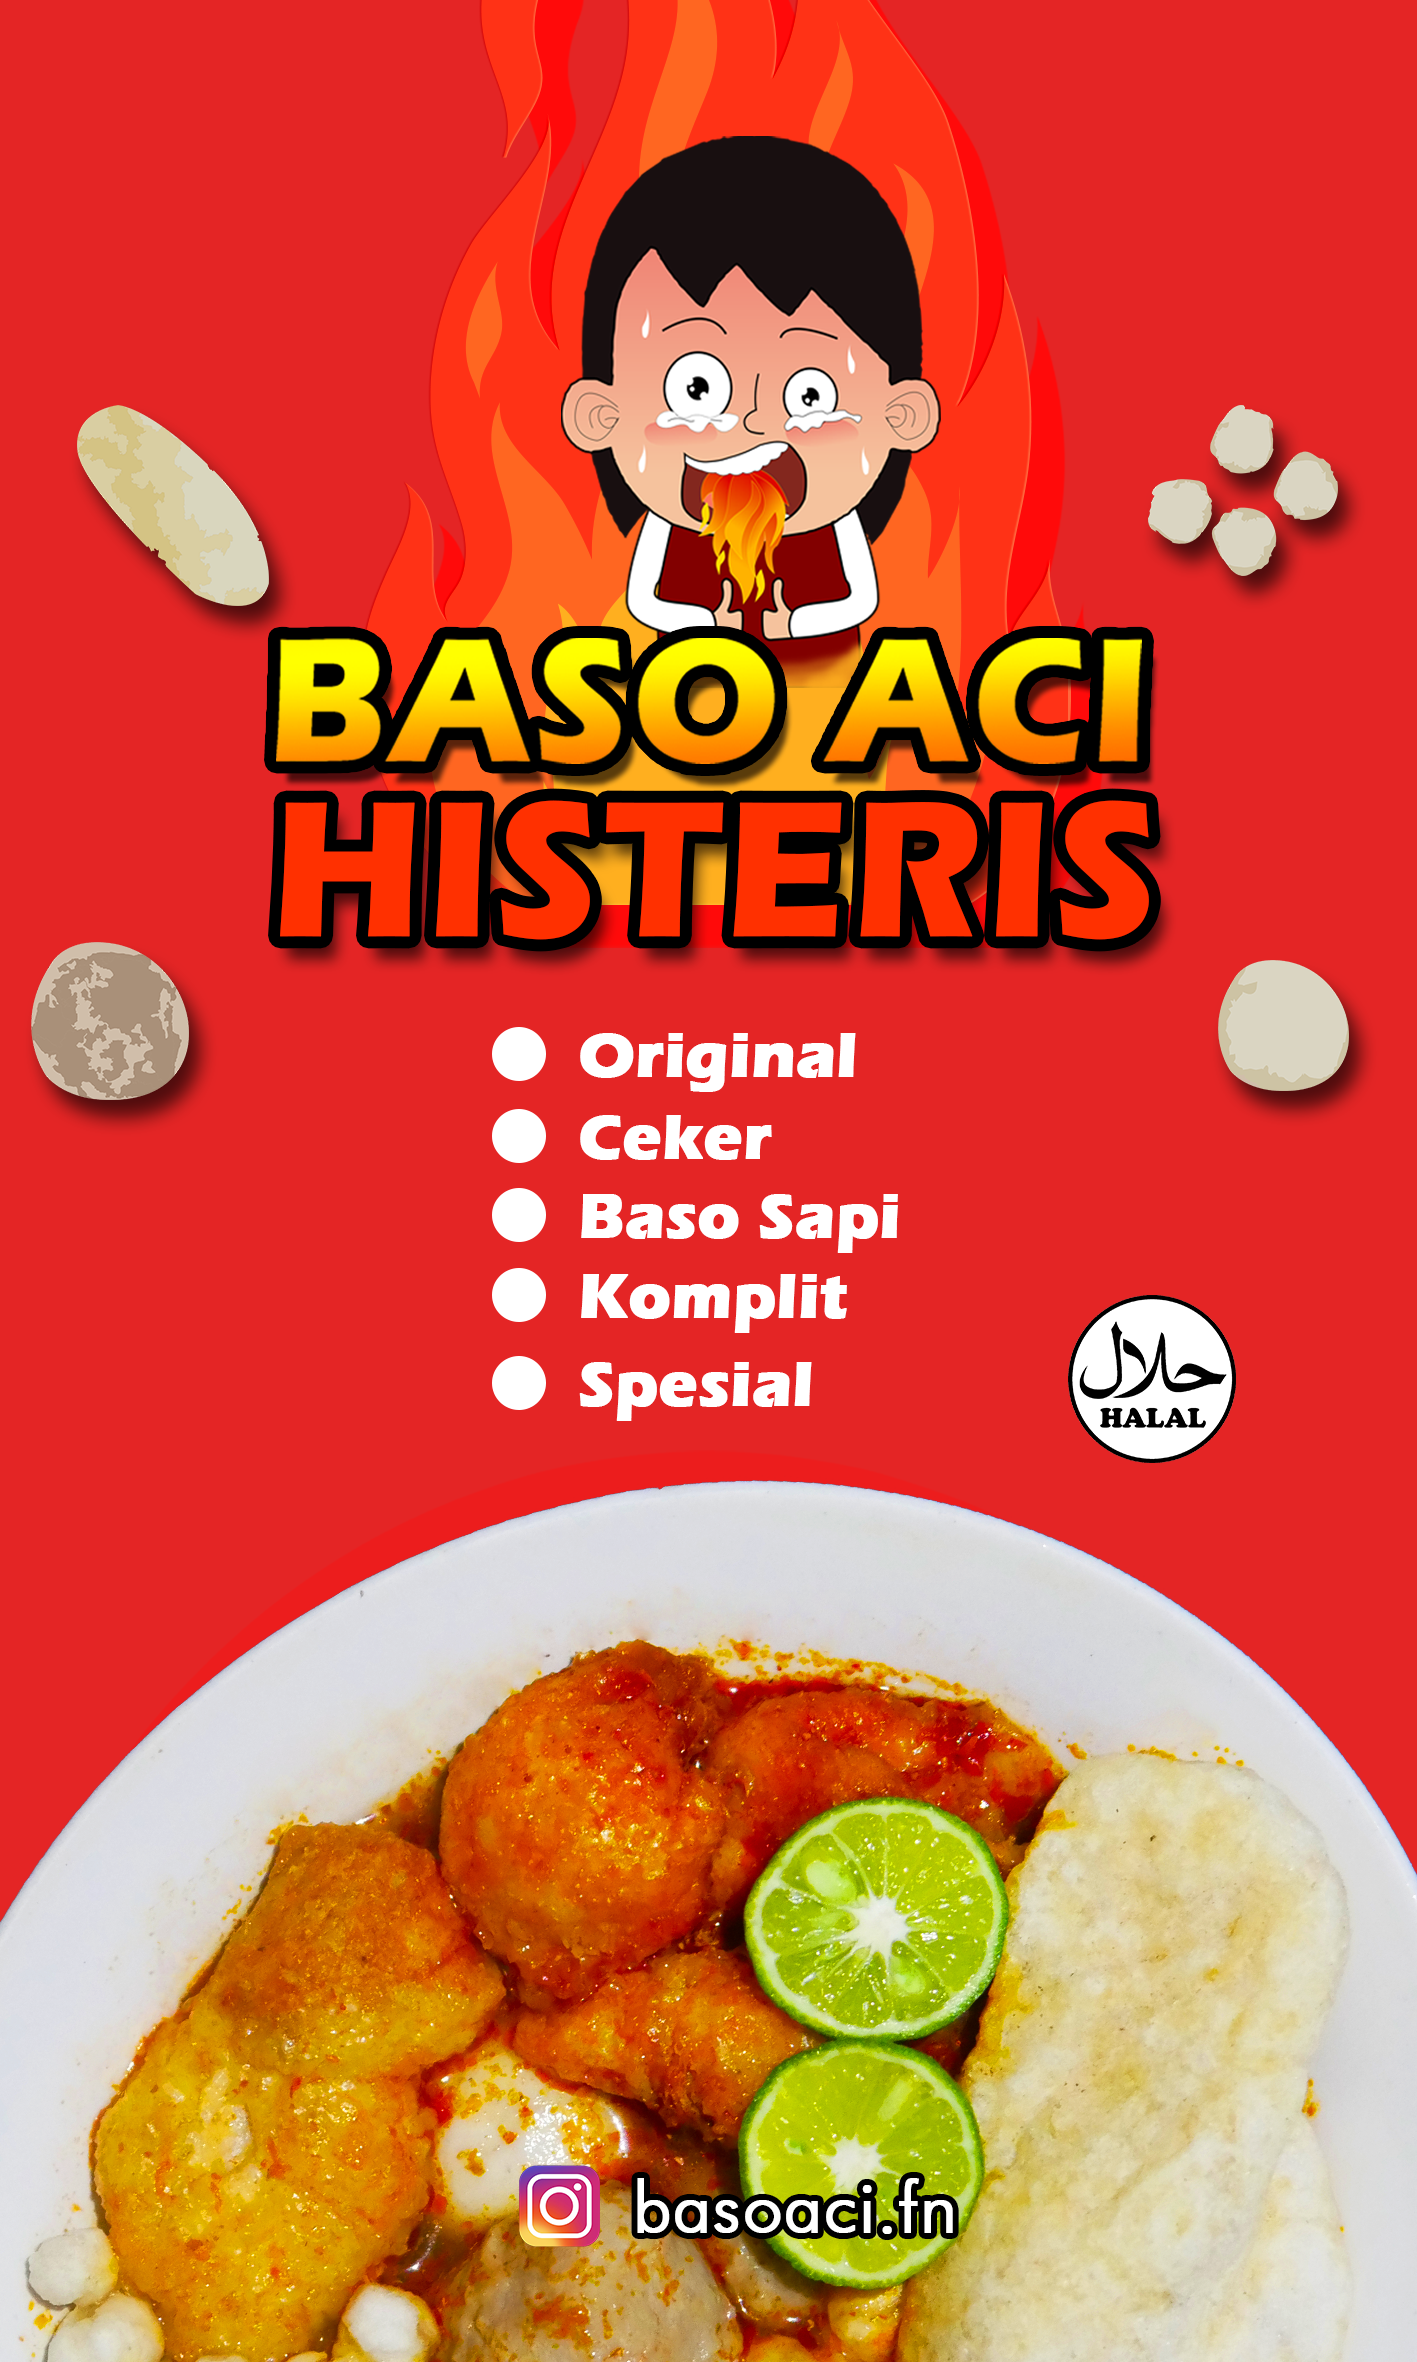 BASO ACI
HISTERIS
Original
Ceker
Baso Sapi
Komplit
Spesial
حلال
HALAL
basoaci.fn